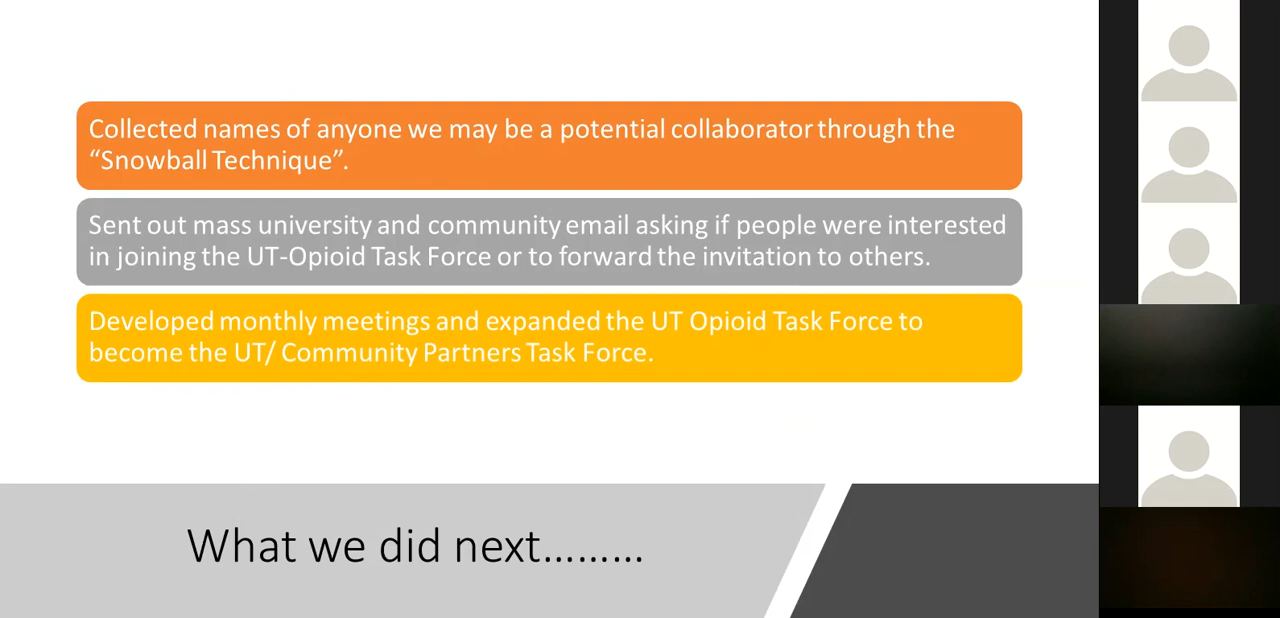 Collected names of anyone we may be a potential collaborator through the
“Snowball Technique”.
Sent out mass university and community email asking if people were interested
in joining the UT-Opioid Task Force or to forward the invitation to others.
Developed monthly meetings and expanded the UT Opioid Task Force to
become the UT/ Community Partners Task Force.
What we did next………